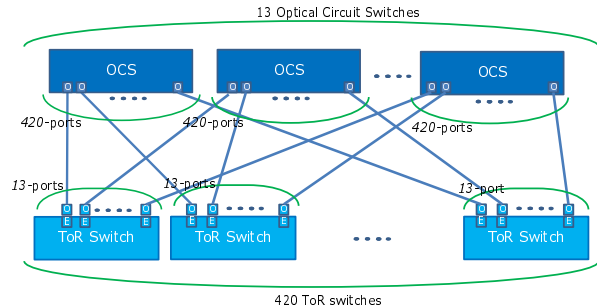 13 Optical Circuit Switches
OCS
OCS
OCS
O O O
O O O
O O O
420-ports
420-ports
420-ports
13-ports
13-ports
13-port
O O O
O O O
O O O
E E E
E E E
E E E
ToR Switch
ToR Switch
ToR Switch
420 ToR switches